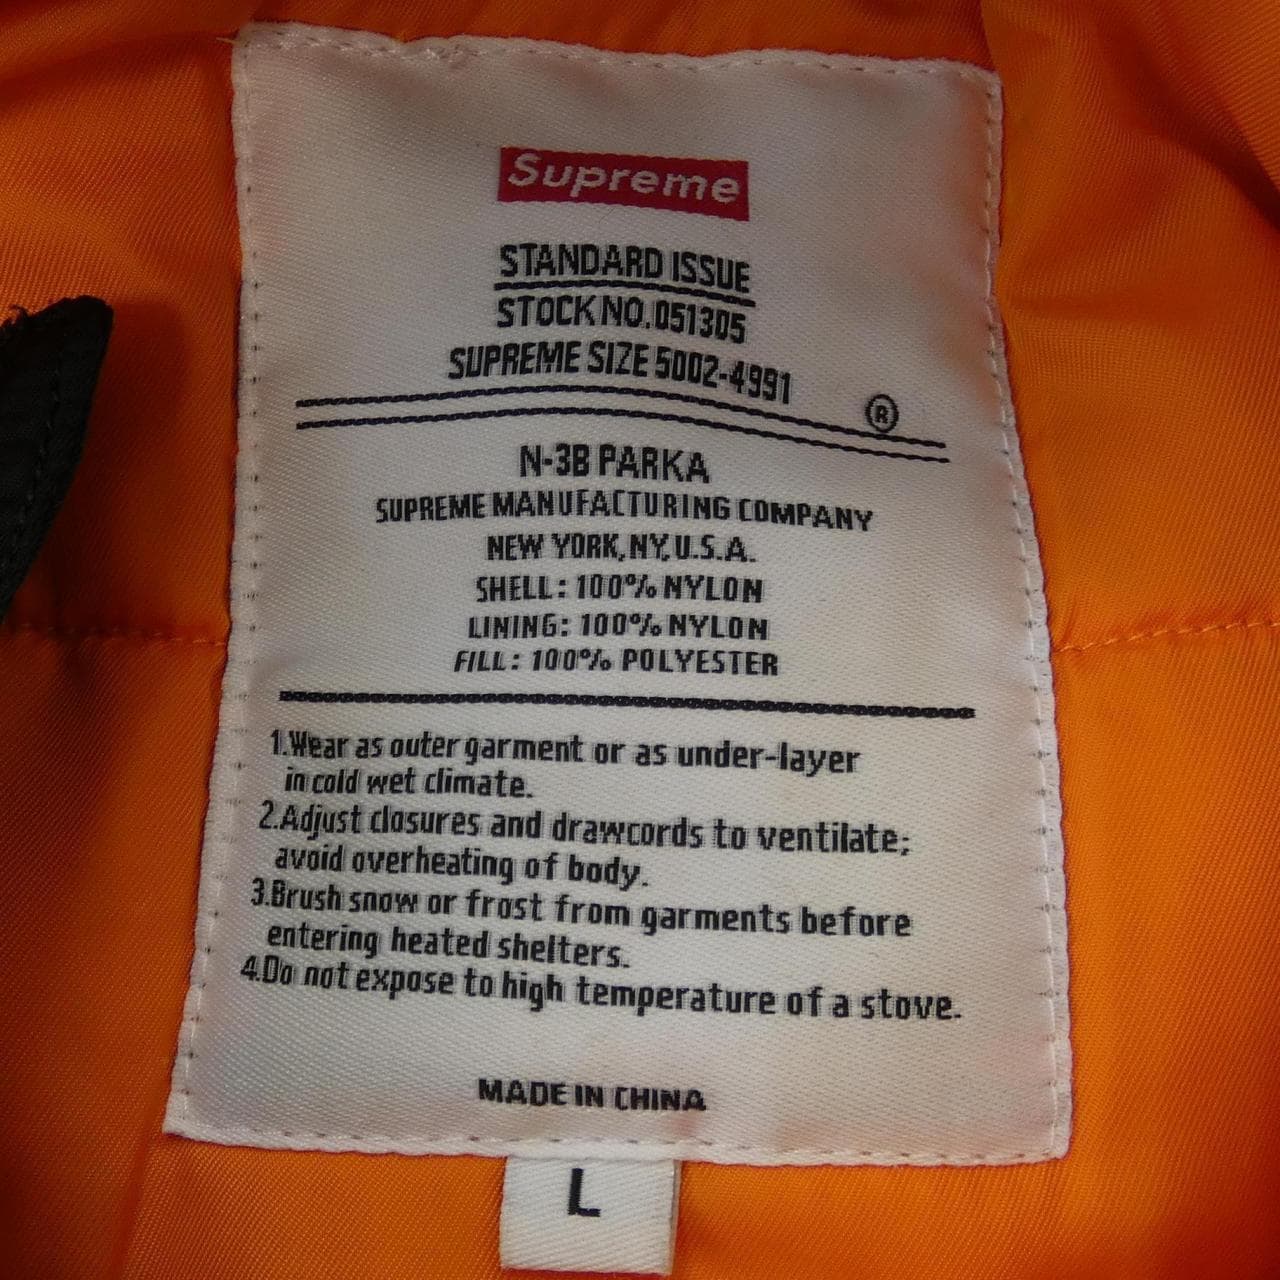 Supreme
STANDARD ISSUE
STOCK NO. 051305
SUPREME SIZE 5002-4991
®
N-3B PARKA
SUPREME MANUFACTURING COMPANY
NEW YORK, NY, U.S.A.
SHELL: 100% NYLON
LINING: 100% NYLON
FILL: 100% POLYESTER
1.Wear as outer garment or as under-layer
in cold wet climate.
2.Adjust closures and drawcords to ventilate;
avoid overheating of body.
3.Brush snow or frost from garments before
entering heated shelters.
4.Do not expose to high temperature of a stove.
MADE IN CHINA
L